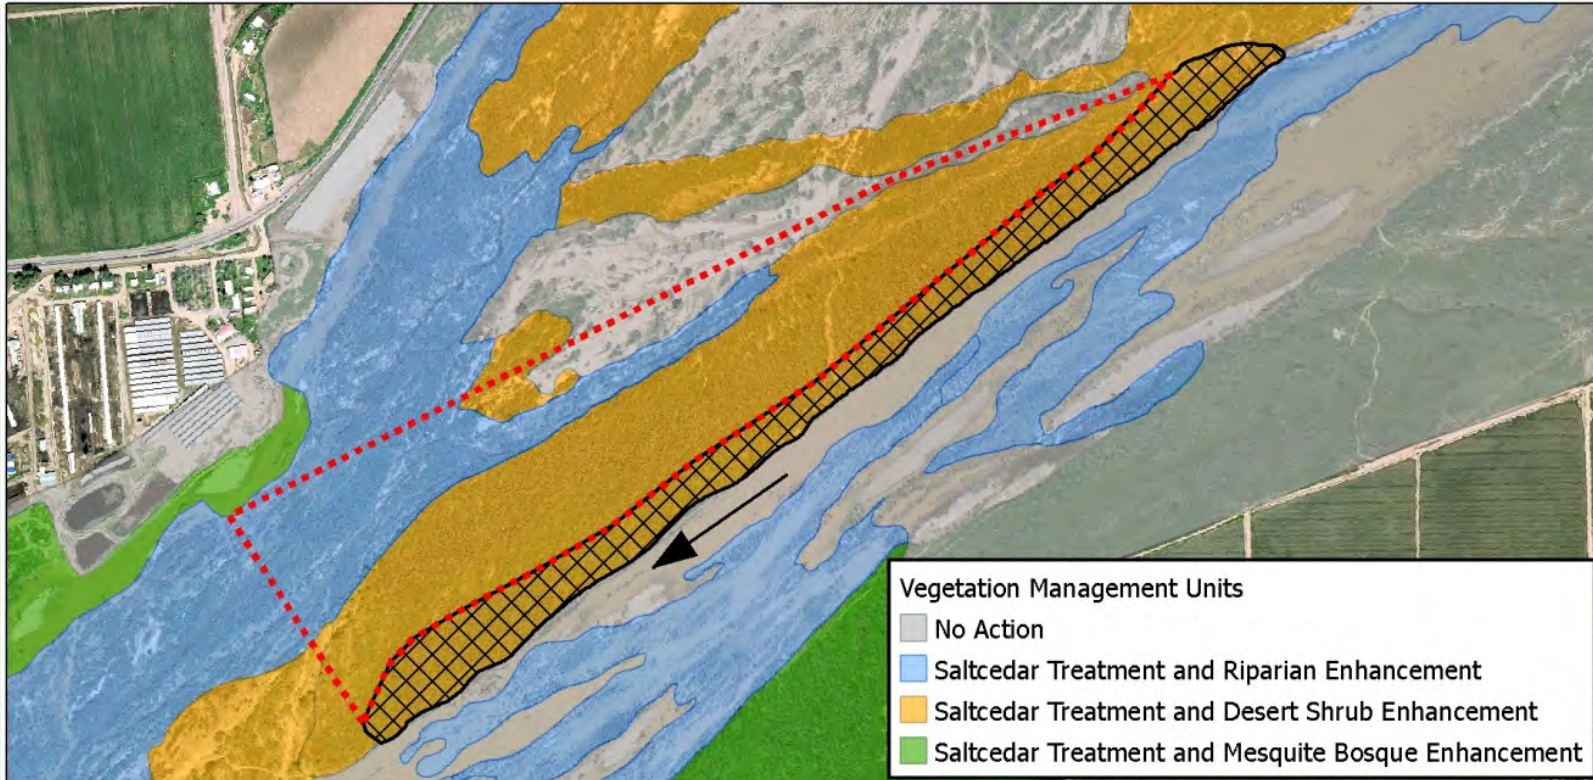 Vegetation Management Units
No Action
Saltcedar Treatment and Riparian Enhancement
Saltcedar Treatment and Desert Shrub Enhancement
Saltcedar Treatment and Mesquite Bosque Enhancement